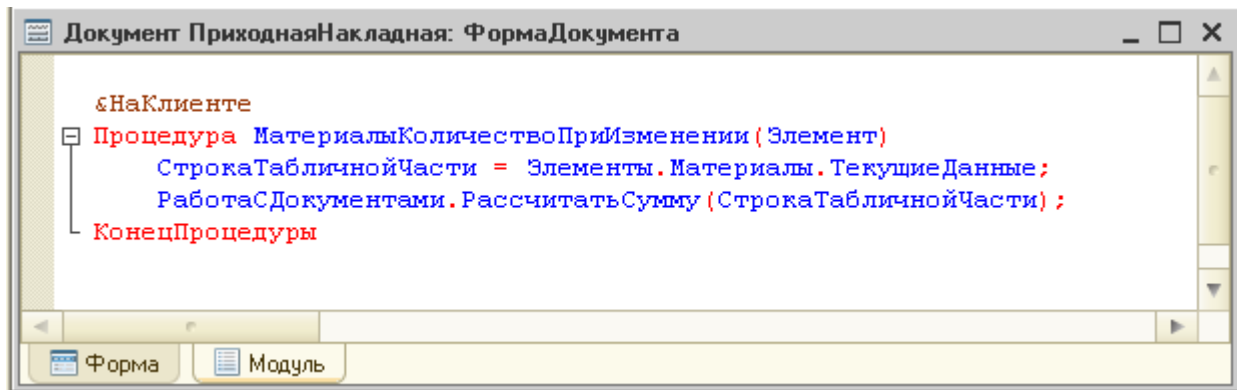 Документ ПриходнаяНакладная: ФормаДокумента
&НаКлиенте
Процедура МатериалыКоличествоПриИзменении(Элемент)
СтрокаТабличнойЧасти = Элементы.Материалы.ТекущиеДанные;
РаботаСДокументами.РассчитатьСумму(СтрокаТабличнойЧасти);
КонецПроцедуры
Форма Модуль